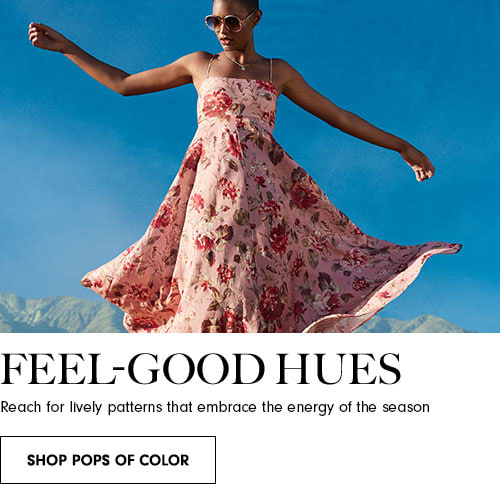 FEEL-GOOD HUES
Reach for lively patterns that embrace the energy of the season
SHOP POPS OF COLOR